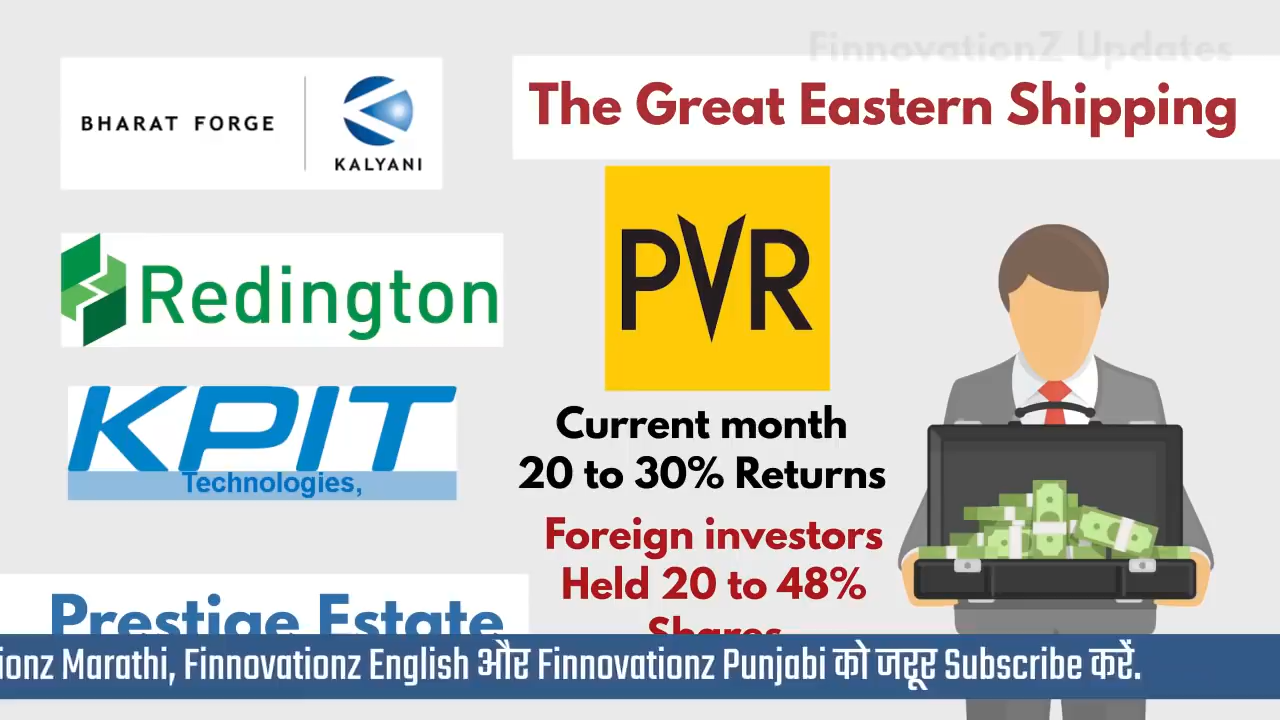 FinnovationZ Updates
BHARAT FORGE
KALYANI
The Great Eastern Shipping
Redington
PVR
KPIT
Technologies,
Current month
20 to 30% Returns
Foreign investors
Held 20 to 48%
Shares
Prestige Estate
ionz Marathi, Finnovationz English और Finnovationz Punjabi को जरूर Subscribe करें.